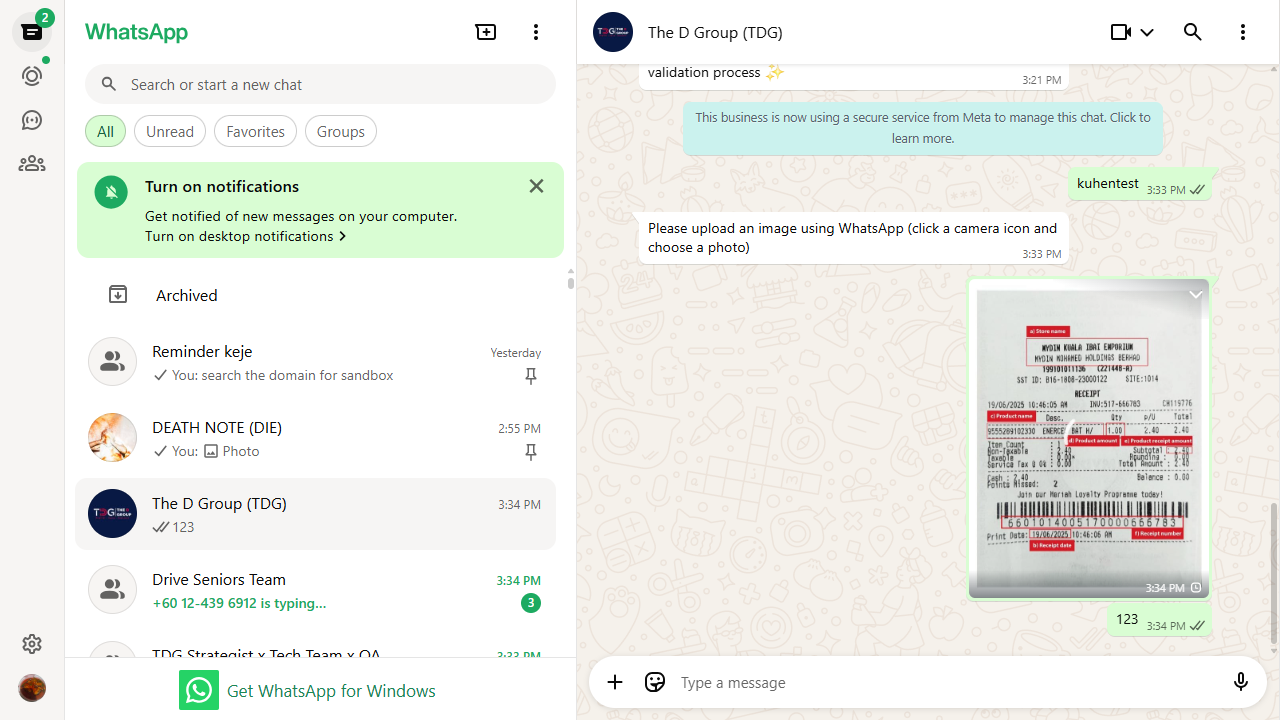 2
WhatsApp
Search or start a new chat
All
Unread
Favorites
Groups
Turn on notifications
Get notified of new messages on your computer.
Turn on desktop notifications
Archived
Reminder keje
Yesterday
You: search the domain for sandbox
DEATH NOTE (DIE)
2:55 PM
You: Photo
The D Group (TDG)
3:34 PM
123
Drive Seniors Team
3:34 PM
+60 12-439 6912 is typing...
3
TDG Strategist x Tech Team x QA
3:33 PM
Get WhatsApp for Windows
The D Group (TDG)
validation process ✨
3:21 PM
This business is now using a secure service from Meta to manage this chat. Click to
learn more.
kuhentest
3:33 PM
Please upload an image using WhatsApp (click a camera icon and
choose a photo)
3:33 PM
a) Store name
MYDIN KUALA IBAI EMPORIUM
MYDIN MOHAMED HOLDINGS BERHAD
199101011136 (221448-A)
SST ID: B16-1808-23000122 SITE:1014
RECEIPT
19/06/2025 10:46:05 AM INV:517-666783 CH119776
c) Product name
Desc. Qty p/U Total
9555289102330 ENERCE BAT H/ 1.00 2.40 2.40
d) Product amount
e) Product receipt amount
Item Count : 1
Subtotal : 2.40
Non-Taxable : 2.40
Rounding : 0.00
Taxable : 0.00*
Total Amount : 2.40
Service Tax @ 0% : 0.00
Cash : 2.40
Balance : 0.00
Points Missed: 2
Join our Meriah Loyalty Programme today!
6601014005170000666783
Print Date: 19/06/2025 10:46:06 AM
f) Receipt number
b) Receipt date
3:34 PM
123
3:34 PM
Type a message